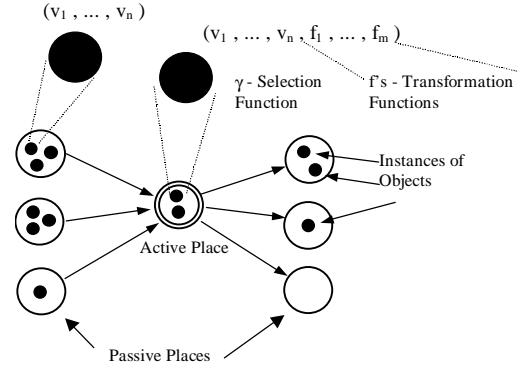 (v1 , ... , vn )
(v1 , ... , vn , f1 , ... , fm )
γ - Selection
Function
f's - Transformation
Functions
Instances of
Objects
Active Place
Passive Places